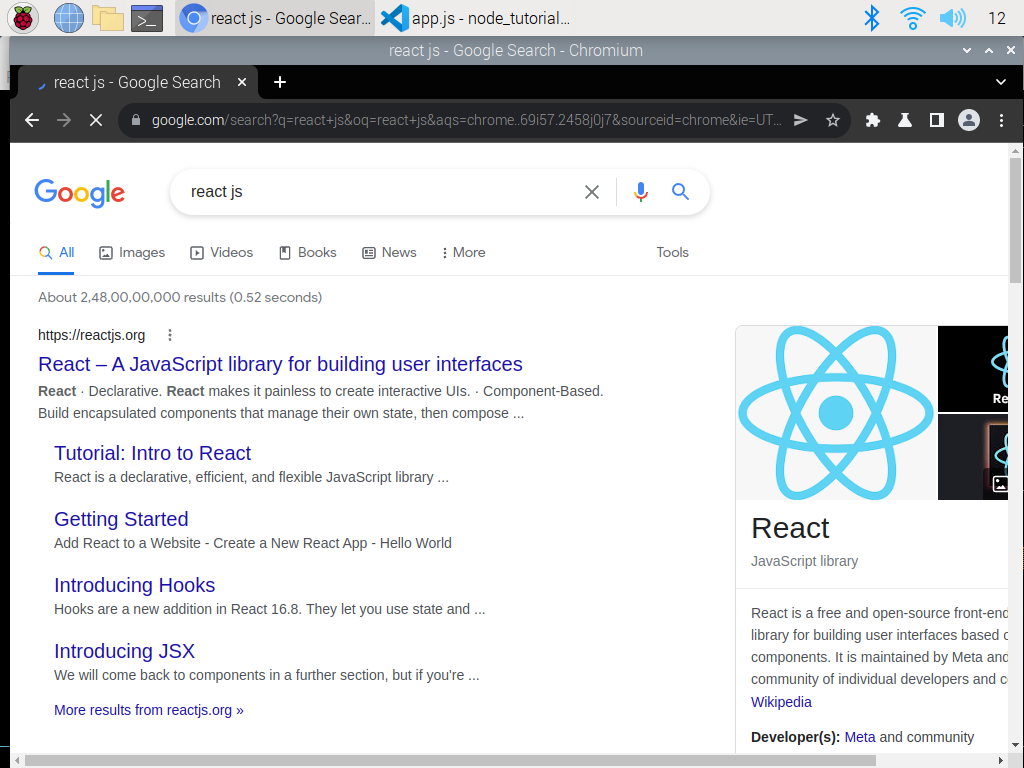 react js - Google Sear...
app.js - node_tutorial...
12
react js - Google Search - Chromium
react js - Google Search
google.com/search?q=react+js&oq=react+js&aqs=chrome..69i57.2458j0j7&sourceid=chrome&ie=UT...
Google
react js
All
Images
Videos
Books
News
More
Tools
About 2,48,00,00,000 results (0.52 seconds)
https://reactjs.org
React – A JavaScript library for building user interfaces
React · Declarative. React makes it painless to create interactive UIs. · Component-Based.
Build encapsulated components that manage their own state, then compose ...
Tutorial: Intro to React
React is a declarative, efficient, and flexible JavaScript library ...
Getting Started
Add React to a Website - Create a New React App - Hello World
Introducing Hooks
Hooks are a new addition in React 16.8. They let you use state and ...
Introducing JSX
We will come back to components in a further section, but if you're ...
More results from reactjs.org »
Re
React
JavaScript library
React is a free and open-source front-end
library for building user interfaces based
components. It is maintained by Meta and
community of individual developers and
Wikipedia
Developer(s): Meta and community